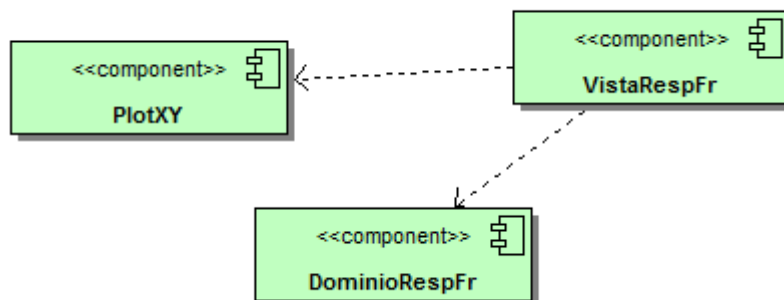 <<component>>
VistaRespFr
<<component>>
PlotXY
<<component>>
DominioRespFr